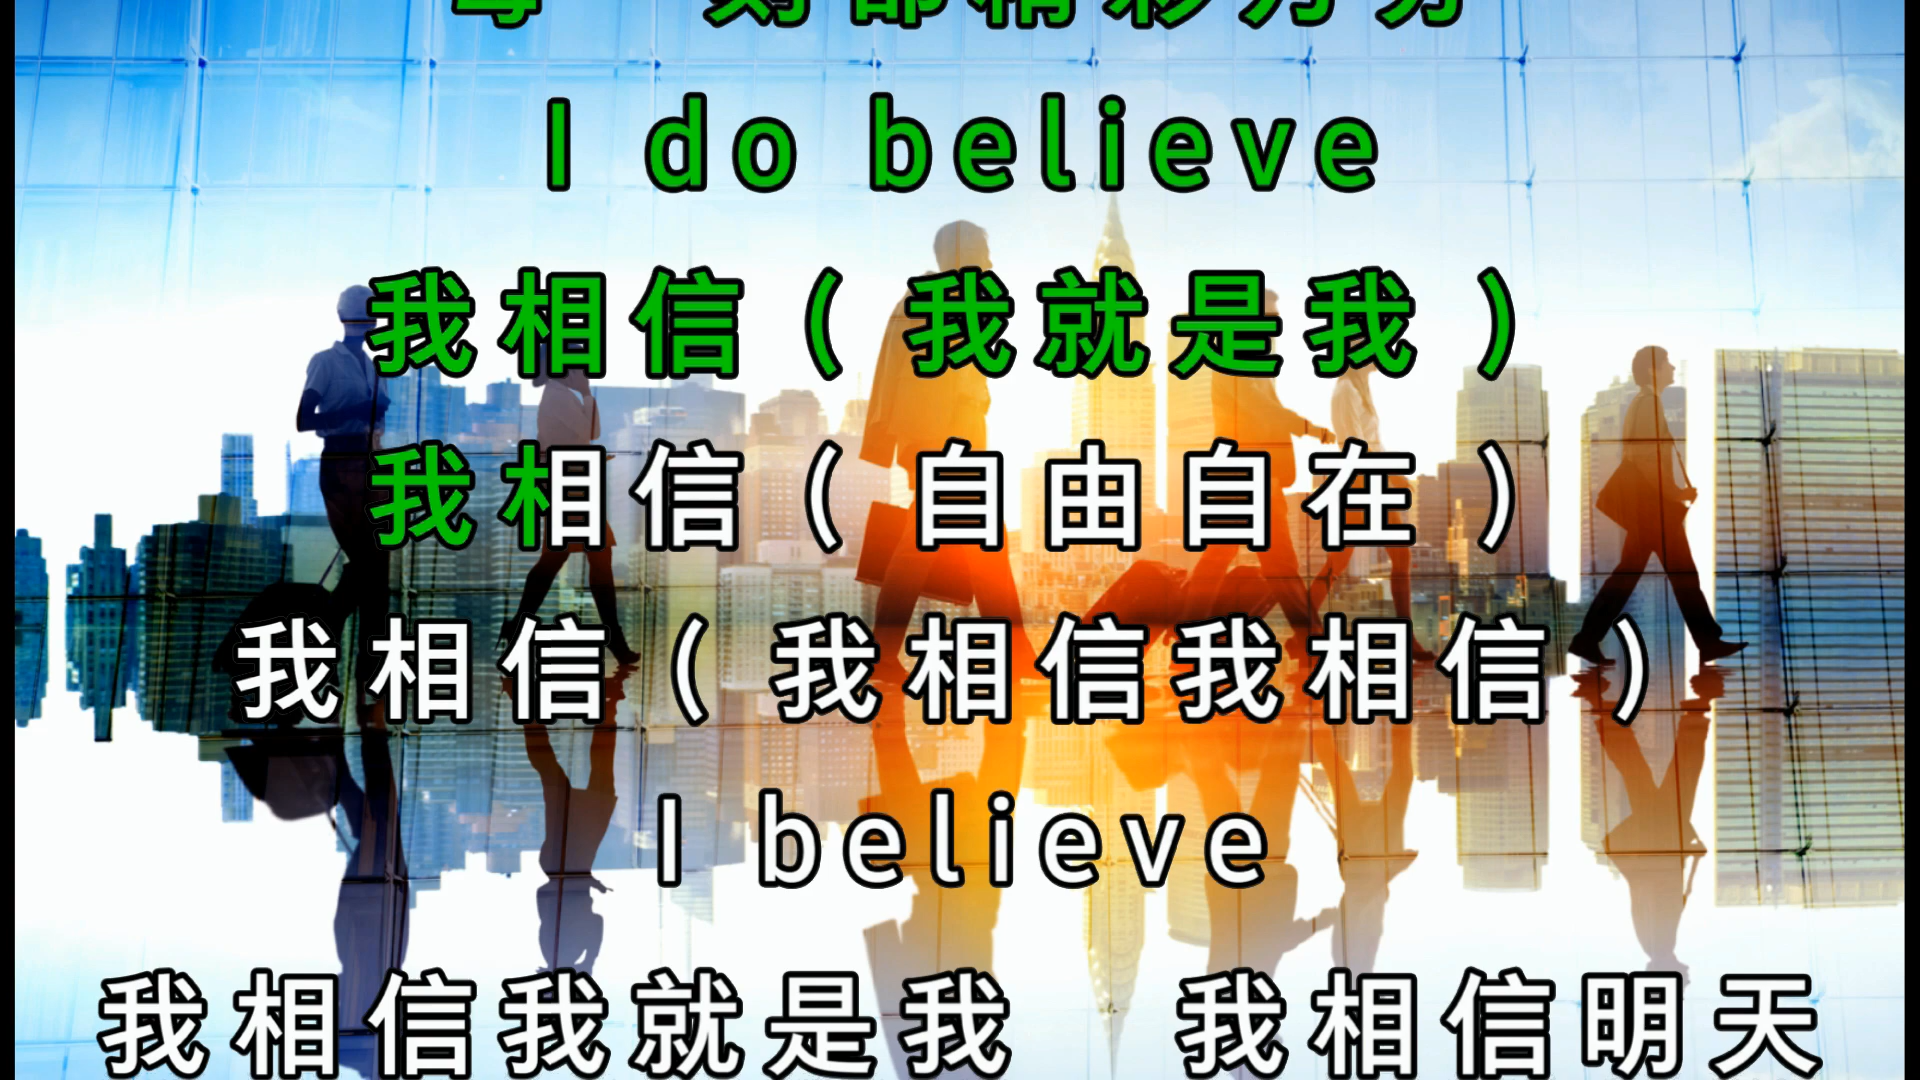 I do believe
我相信（我就是我）
我相信（自由自在）
我相信（我相信我相信）
I believe
我相信我就是我　我相信明天